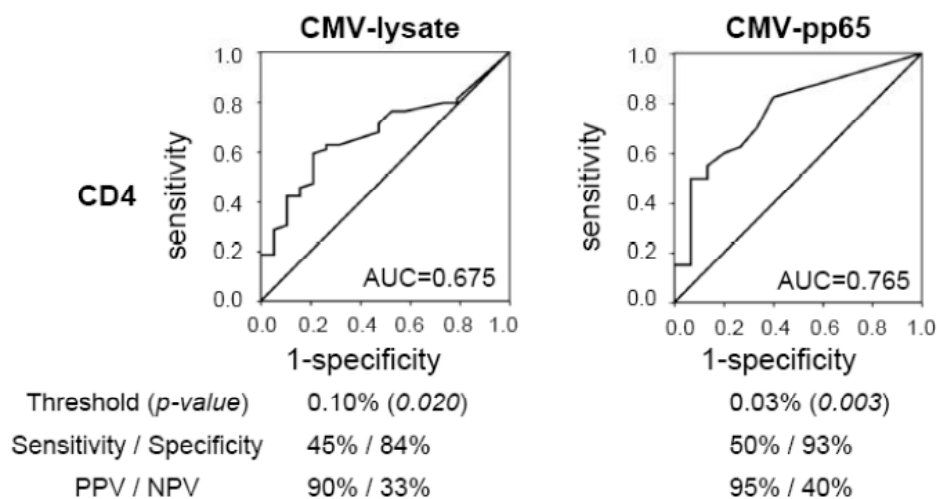 CMV-lysate
CMV-pp65
CD4
sensitivity
1.0
0.8
0.6
0.4
0.2
0.0
AUC=0.675
0.0 0.2 0.4 0.6 0.8 1.0
1-specificity
sensitivity
1.0
0.8
0.6
0.4
0.2
0.0
AUC=0.765
0.0 0.2 0.4 0.6 0.8 1.0
1-specificity
Threshold (p-value) 0.10% (0.020) 0.03% (0.003)
Sensitivity / Specificity 45% / 84% 50% / 93%
PPV / NPV 90% / 33% 95% / 40%